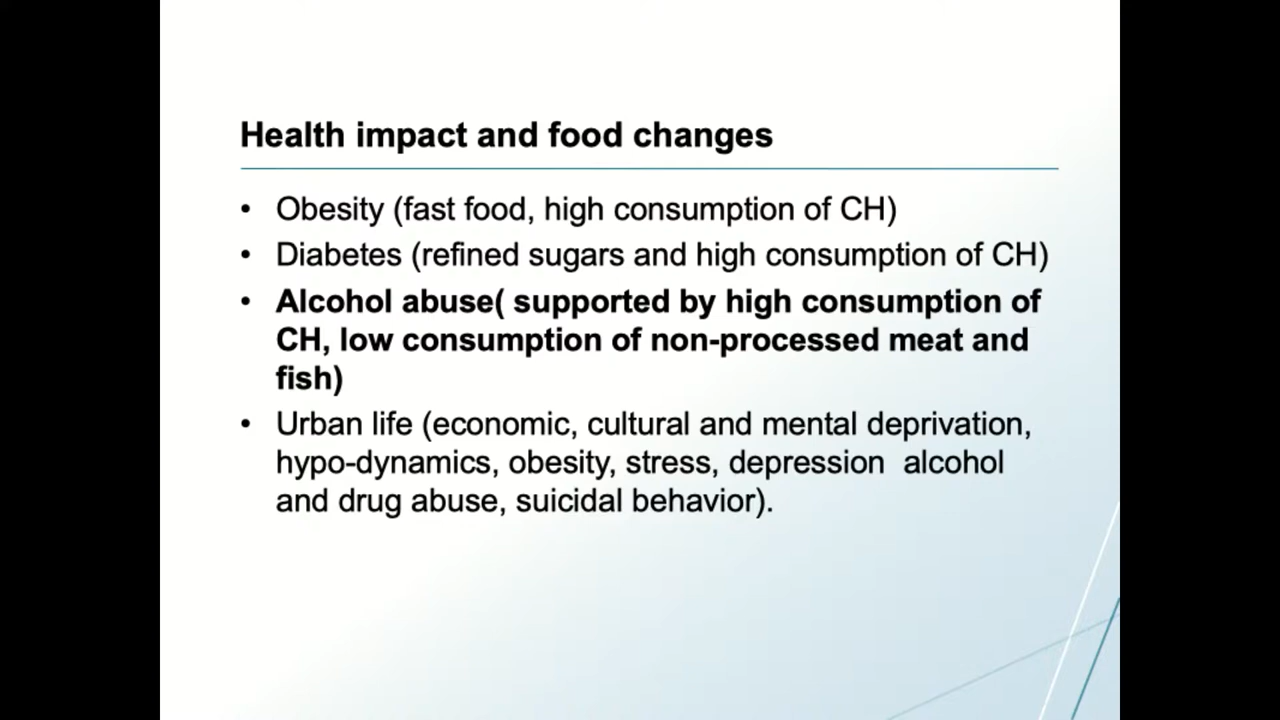 Health impact and food changes
• Obesity (fast food, high consumption of CH)
• Diabetes (refined sugars and high consumption of CH)
• Alcohol abuse( supported by high consumption of
CH, low consumption of non-processed meat and
fish)
• Urban life (economic, cultural and mental deprivation,
hypo-dynamics, obesity, stress, depression  alcohol
and drug abuse, suicidal behavior).